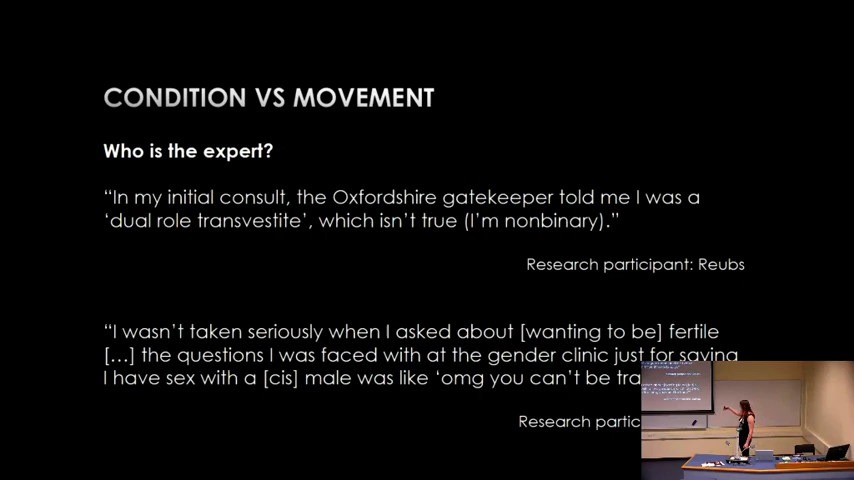 CONDITION VS MOVEMENT
Who is the expert?
“In my initial consult, the Oxfordshire gatekeeper told me I was a
‘dual role transvestite’, which isn’t true (I’m nonbinary).”
Research participant: Reubs
“I wasn’t taken seriously when I asked about [wanting to be] fertile
[…] the questions I was faced with at the gender clinic just for saying
I have sex with a [cis] male was like ‘omg you can’t be
Research